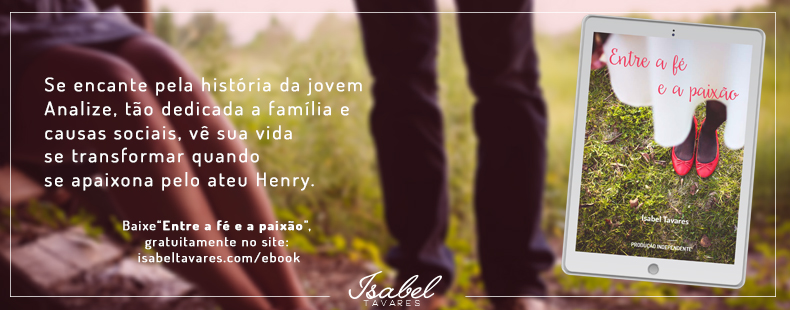 Se encante pela história da jovem
Analize, tão dedicada a família e
causas sociais, vê sua vida
se transformar quando
se apaixona pelo ateu Henry.
Baixe“Entre a fé e a paixão”,
gratuitamente no site:
isabeltavares.com/ebook
Isabel
TAVARES
Entre a fé
e a paixão
Isabel Tavares
PRODUÇÃO INDEPENDENTE